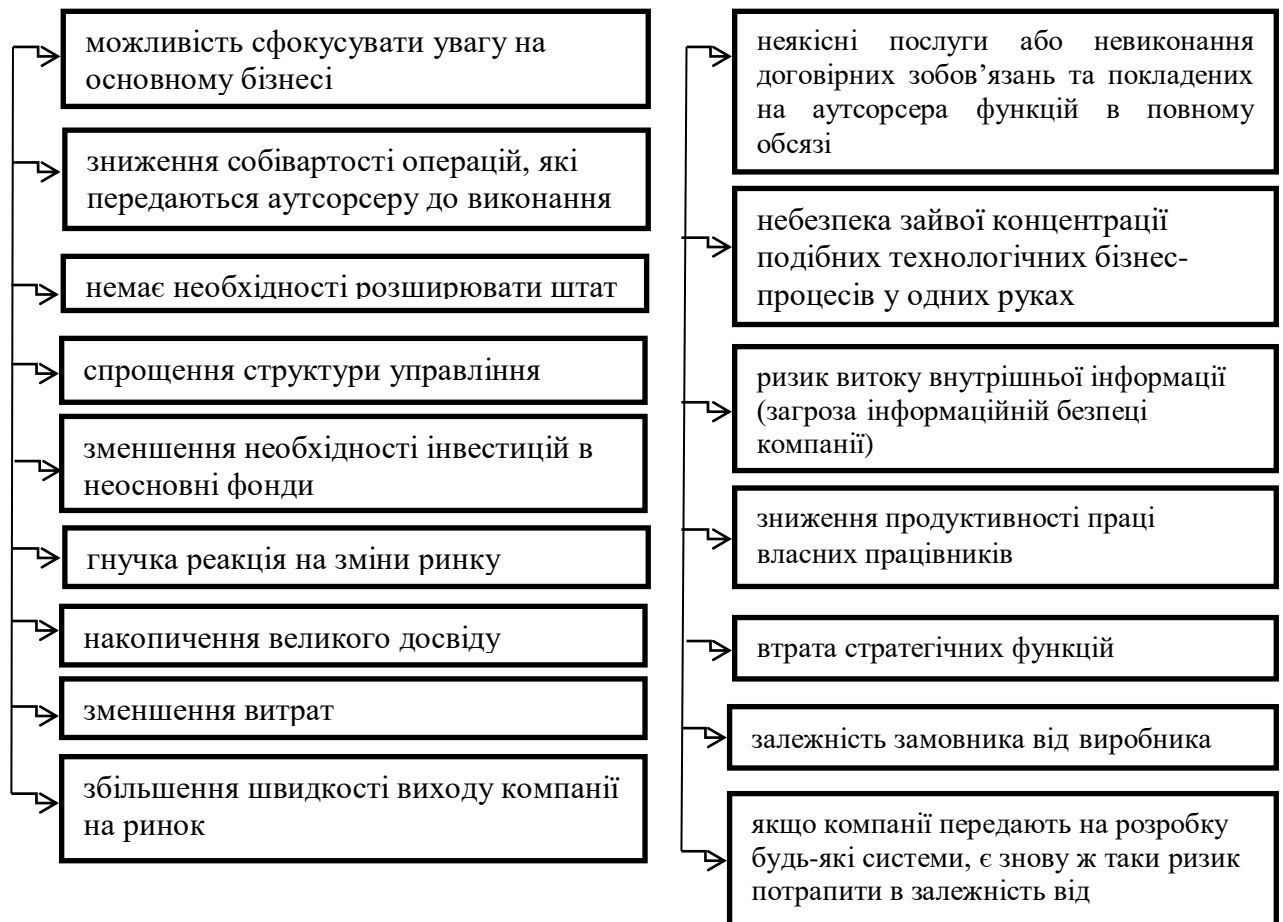 можливість сфокусувати увагу на
основному бізнесі
зниження собівартості операцій, які
передаються аутсорсеру до виконання
немає необхідності розширювати штат
спрощення структури управління
зменшення необхідності інвестицій в
неосновні фонди
гнучка реакція на зміни ринку
накопичення великого досвіду
зменшення витрат
збільшення швидкості виходу компанії
на ринок
неякісні послуги або невиконання
договірних зобов’язань та покладених
на аутсорсера функцій в повному
обсязі
небезпека зайвої концентрації
подібних технологічних бізнес-
процесів у одних руках
ризик витоку внутрішньої інформації
(загроза інформаційній безпеці
компанії)
зниження продуктивності праці
власних працівників
втрата стратегічних функцій
залежність замовника від виробника
якщо компанії передають на розробку
будь-які системи, є знову ж таки ризик
потрапити в залежність від